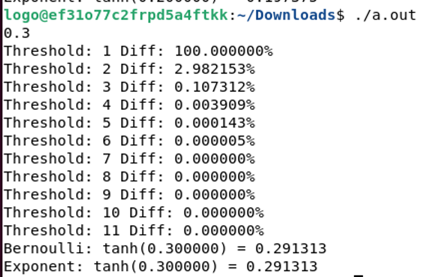 logo@ef31o77c2frpd5a4ftkk:~/Downloads$ ./a.out
0.3
Threshold: 1 Diff: 100.000000%
Threshold: 2 Diff: 2.982153%
Threshold: 3 Diff: 0.107312%
Threshold: 4 Diff: 0.003909%
Threshold: 5 Diff: 0.000143%
Threshold: 6 Diff: 0.000005%
Threshold: 7 Diff: 0.000000%
Threshold: 8 Diff: 0.000000%
Threshold: 9 Diff: 0.000000%
Threshold: 10 Diff: 0.000000%
Threshold: 11 Diff: 0.000000%
Bernoulli: tanh(0.300000) = 0.291313
Exponent: tanh(0.300000) = 0.291313